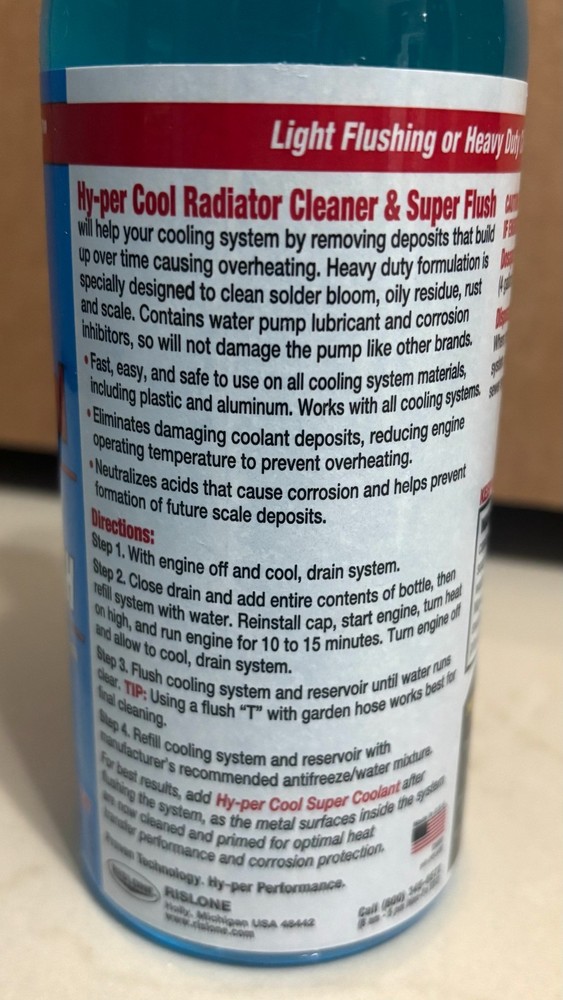 Light Flushing or Heavy Duty
Hy-per Cool Radiator Cleaner & Super Flush
will help your cooling system by removing deposits that build
up over time causing overheating. Heavy duty formulation is
specially designed to clean solder bloom, oily residue, rust
and scale. Contains water pump lubricant and corrosion
inhibitors, so will not damage the pump like other brands.
•Fast, easy, and safe to use on all cooling system materials,
including plastic and aluminum. Works with all cooling systems.
•Eliminates damaging coolant deposits, reducing engine
operating temperature to prevent overheating.
•Neutralizes acids that cause corrosion and helps prevent
formation of future scale deposits.
Directions:
Step 1. With engine off and cool, drain system.
Step 2. Close drain and add entire contents of bottle, then
refill system with water. Reinstall cap, start engine, turn heat
on high, and run engine for 10 to 15 minutes. Turn engine off
and allow to cool, drain system.
Step 3. Flush cooling system and reservoir until water runs
clear. TIP: Using a flush “T” with garden hose works best for
final cleaning.
Step 4. Refill cooling system and reservoir with
manufacturer's recommended antifreeze/water mixture.
For best results, add Hy-per Cool Super Coolant after
flushing the system, as the metal surfaces inside the system
are now cleaned and primed for optimal heat
transfer performance and corrosion protection.
Proven Technology. Hy-per Performance.
RISLONE
RISLONE
Holly, Michigan USA 48442
www.rislone.com
Call (800)